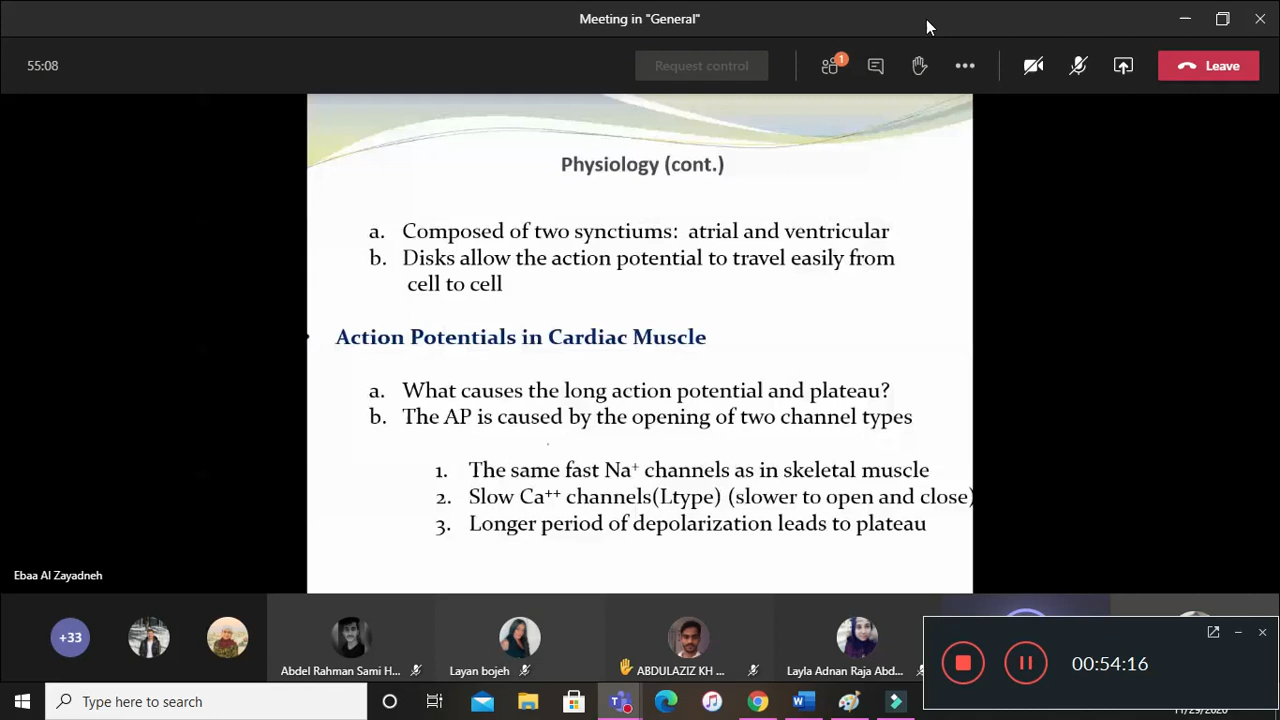 Meeting in "General"
55:08
Request control
1
Leave
Physiology (cont.)
a. Composed of two synctiums: atrial and ventricular
b. Disks allow the action potential to travel easily from
cell to cell
Action Potentials in Cardiac Muscle
a. What causes the long action potential and plateau?
b. The AP is caused by the opening of two channel types
1. The same fast Na⁺ channels as in skeletal muscle
2. Slow Ca⁺⁺ channels(Ltype) (slower to open and close)
3. Longer period of depolarization leads to plateau
Ebaa Al Zayadneh
+33
Abdel Rahman Sami H...
Layan bojeh
ABDULAZIZ KH ...
Layla Adnan Raja Abd...
00:54:16
Type here to search
11/29/2020